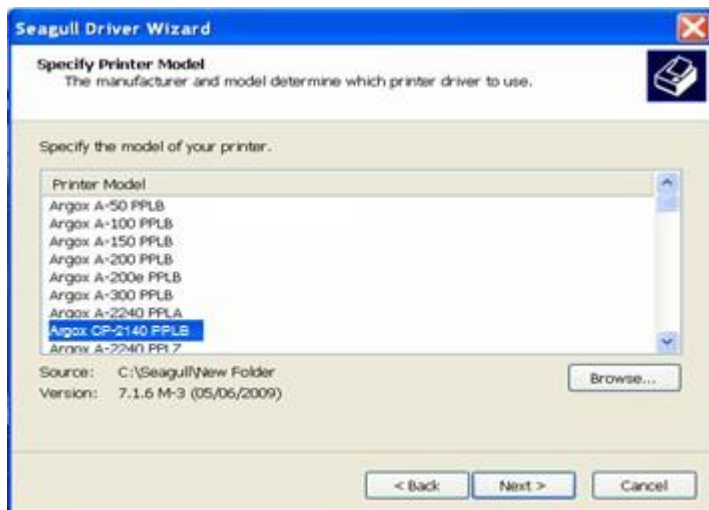 Seagull Driver Wizard
Specify Printer Model
The manufacturer and model determine which printer driver to use.
Specify the model of your printer.
Printer Model
Argox A-50 PPLB
Argox A-100 PPLB
Argox A-150 PPLB
Argox A-200 PPLB
Argox A-200e PPLB
Argox A-300 PPLB
Argox A-2240 PPLA
Argox CP-2140 PPLB
Argox A-2240 PPLZ
Source: C:\Seagull\New Folder
Browse...
Version: 7.1.6 M-3 (05/06/2009)
< Back Next > Cancel